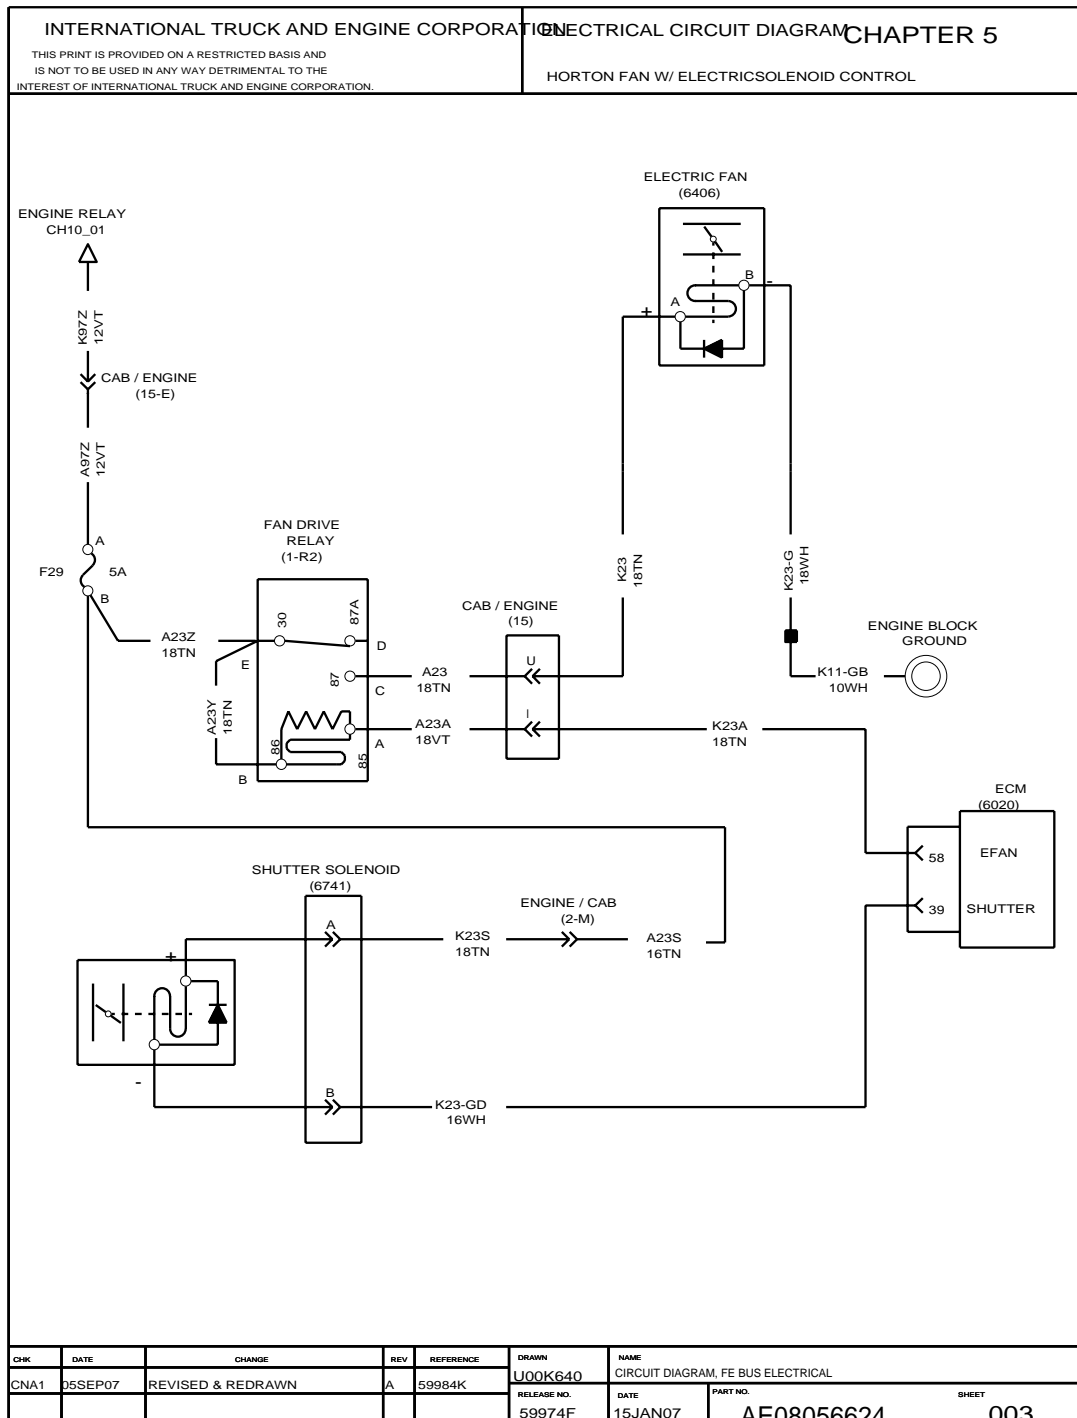 INTERNATIONAL TRUCK AND ENGINE CORPORATION
THIS PRINT IS PROVIDED ON A RESTRICTED BASIS AND
IS NOT TO BE USED IN ANY WAY DETRIMENTAL TO THE
INTEREST OF INTERNATIONAL TRUCK AND ENGINE CORPORATION.
ELECTRICAL CIRCUIT DIAGRAM
CHAPTER 5
HORTON FAN W/ ELECTRICSOLENOID CONTROL
ELECTRIC FAN
(6406)
ENGINE RELAY
CH10_01
B
-
A
+
K97Z
12VT
CAB / ENGINE
(15-E)
A97Z
12VT
A
F29
5A
B
FAN DRIVE
RELAY
(1-R2)
K23
18TN
K23-G
18WH
CAB / ENGINE
(15)
ENGINE BLOCK
GROUND
A23Z
18TN
30
87A
D
E
87
C
A23
18TN
U
K11-GB
10WH
A23Y
18TN
86
85
A
B
A23A
18VT
I
K23A
18TN
ECM
(6020)
58
EFAN
39
SHUTTER
SHUTTER SOLENOID
(6741)
A
K23S
18TN
ENGINE / CAB
(2-M)
A23S
16TN
+
-
B
K23-GD
16WH
CHK
DATE
CHANGE
REV
REFERENCE
CNA1
05SEP07
REVISED & REDRAWN
A
59984K
DRAWN
U00K640
NAME
CIRCUIT DIAGRAM, FE BUS ELECTRICAL
RELEASE NO.
59974F
DATE
15JAN07
PART NO.
AE08056624
SHEET
003